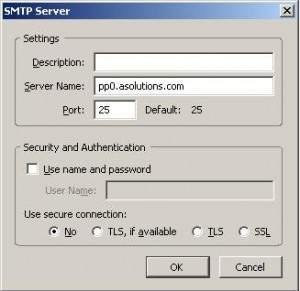 SMTP Server
Settings
Description:
Server Name: pp0.asolutions.com
Port: 25 Default: 25
Security and Authentication
Use name and password
User Name:
Use secure connection:
No TLS, if available TLS SSL
OK Cancel